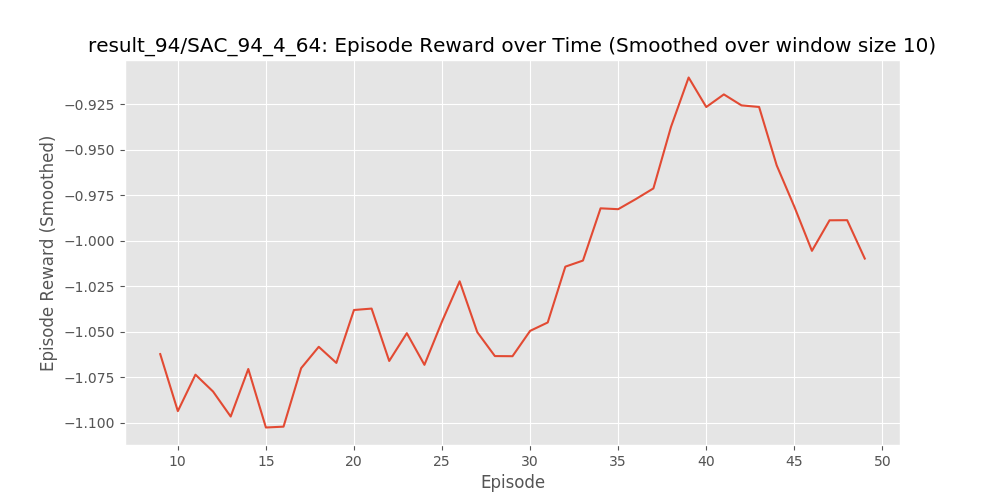 result_94/SAC_94_4_64: Episode Reward over Time (Smoothed over window size 10)
Episode Reward (Smoothed)
−0.925
−0.950
−0.975
−1.000
−1.025
−1.050
−1.075
−1.100
10 15 20 25 30 35 40 45 50
Episode